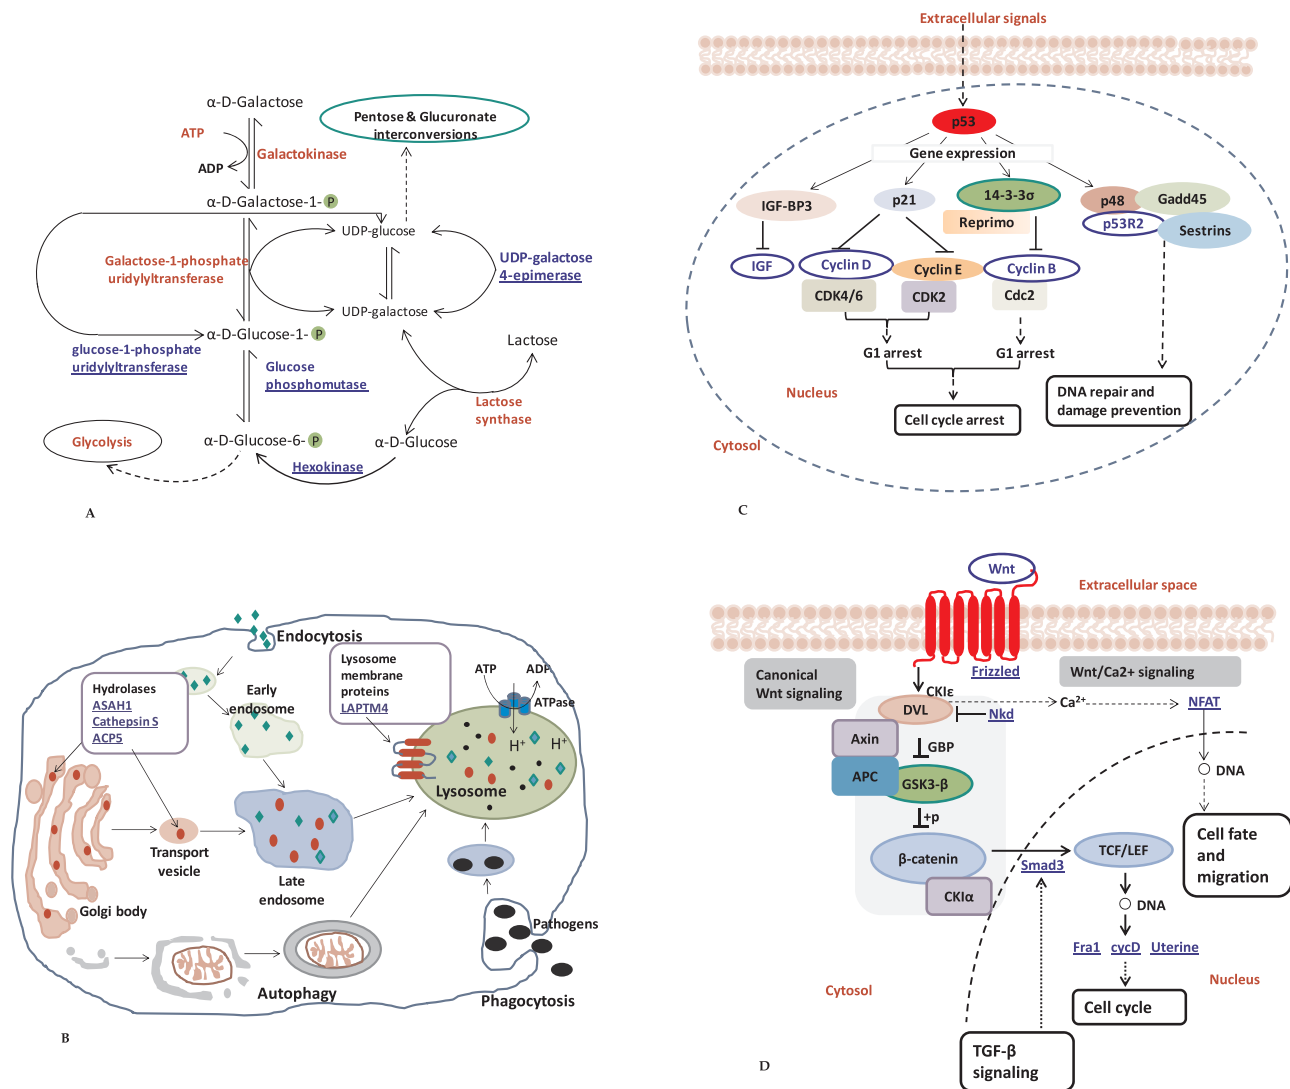 α-D-Galactose
ATP
ADP
Galactokinase
Pentose & Glucuronate
interconversions
α-D-Galactose-1- P
UDP-glucose
Galactose-1-phosphate
uridylyltransferase
UDP-galactose
4-epimerase
UDP-galactose
α-D-Glucose-1- P
glucose-1-phosphate
uridylyltransferase
Glucose
phosphomutase
Lactose
Lactose
synthase
Glycolysis
α-D-Glucose-6- P
α-D-Glucose
Hexokinase
A
Extracellular signals
p53
Gene expression
IGF-BP3
p21
14-3-3σ
Reprimo
p48
Gadd45
p53R2
Sestrins
IGF
Cyclin D
Cyclin E
Cyclin B
CDK4/6
CDK2
Cdc2
G1 arrest
G1 arrest
Nucleus
Cell cycle arrest
DNA repair and
damage prevention
Cytosol
C
Endocytosis
Hydrolases
ASAH1
Cathepsin S
ACP5
Early
endosome
Lysosome
membrane
proteins
LAPTM4
ATP
ADP
ATPase
H+
H+
Lysosome
Transport
vesicle
Late
endosome
Golgi body
Autophagy
Pathogens
Phagocytosis
B
Wnt
Extracellular space
Canonical
Wnt signaling
Frizzled
Wnt/Ca2+ signaling
CKIε
DVL
Nkd
Ca2+
NFAT
Axin
GBP
APC
GSK3-β
DNA
+p
β-catenin
Smad3
TCF/LEF
Cell fate
and
migration
CKIα
DNA
Fra1 cycD Uterine
Cytosol
Nucleus
Cell cycle
TGF-β
signaling
D